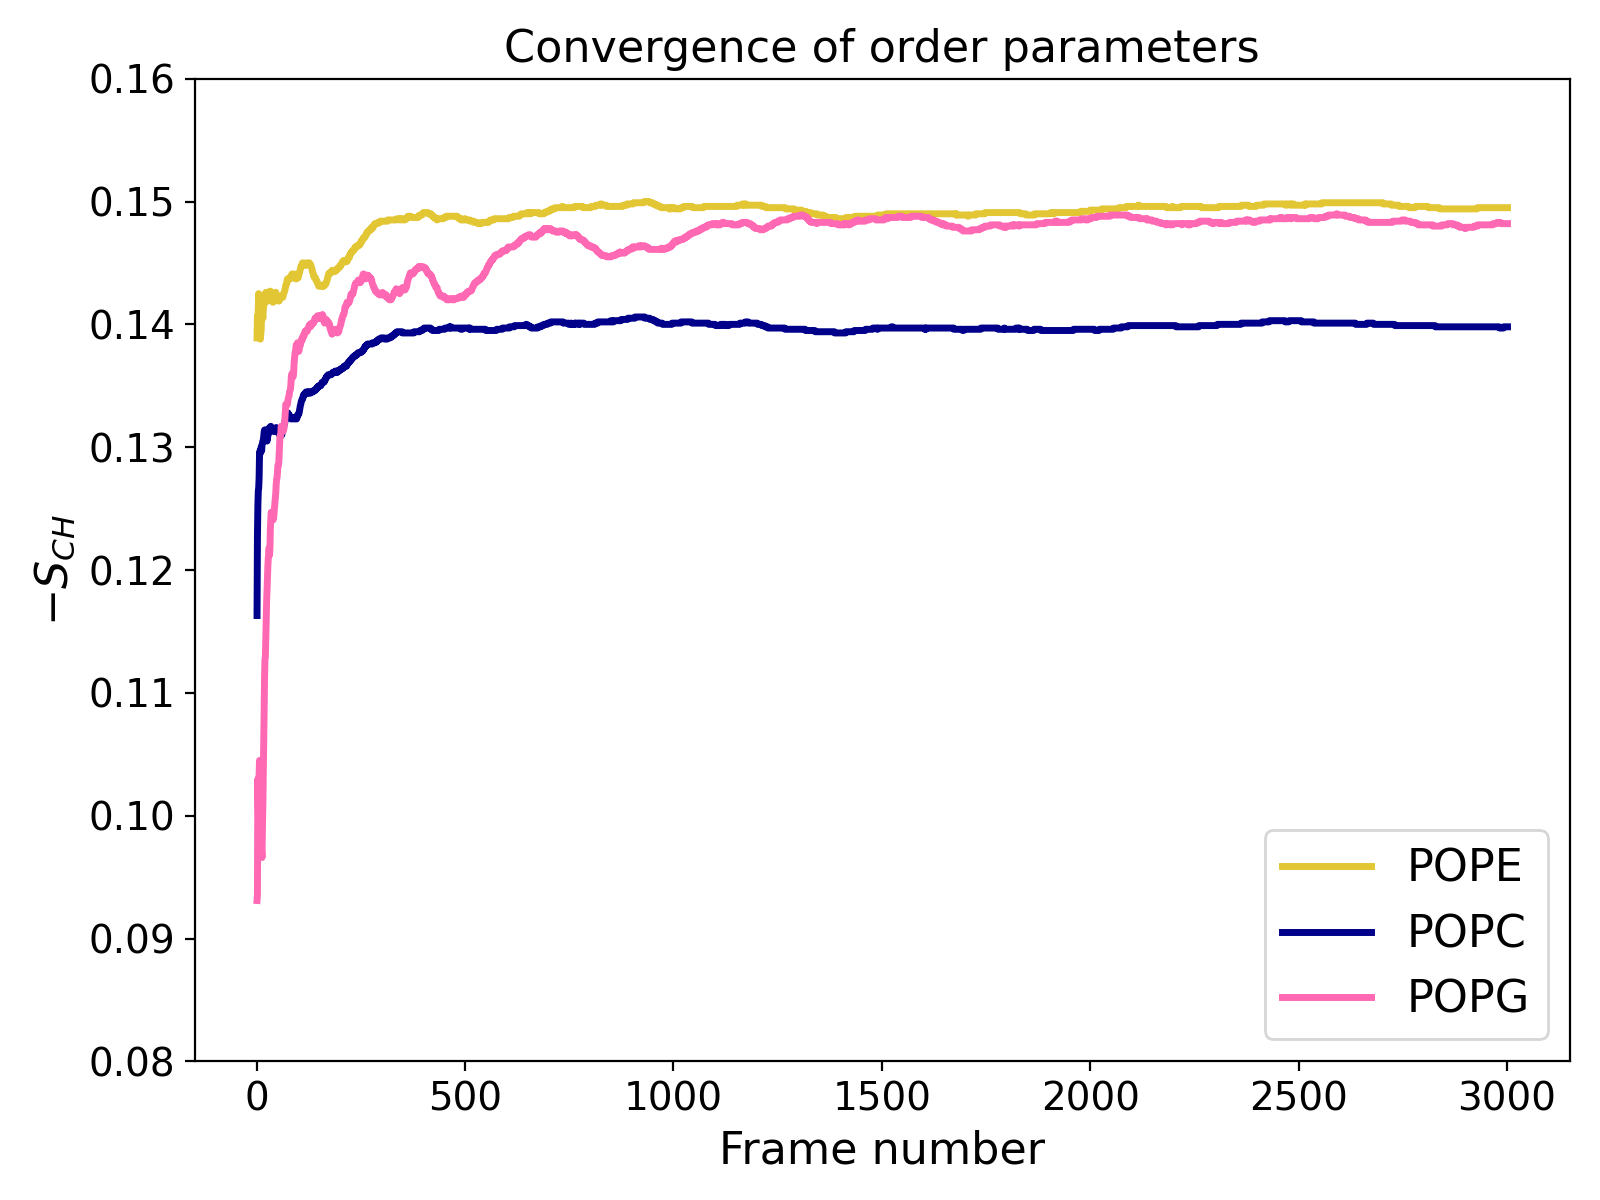 Convergence of order parameters
0.16
0.15
0.14
0.13
0.12
0.11
0.10
0.09
0.08
−S_CH
0 500 1000 1500 2000 2500 3000
Frame number
POPE
POPC
POPG